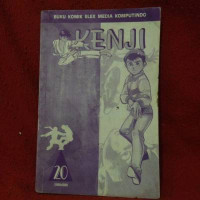 BUKU KOMIK ELEX MEDIA KOMPUTINDO
KENJI
20